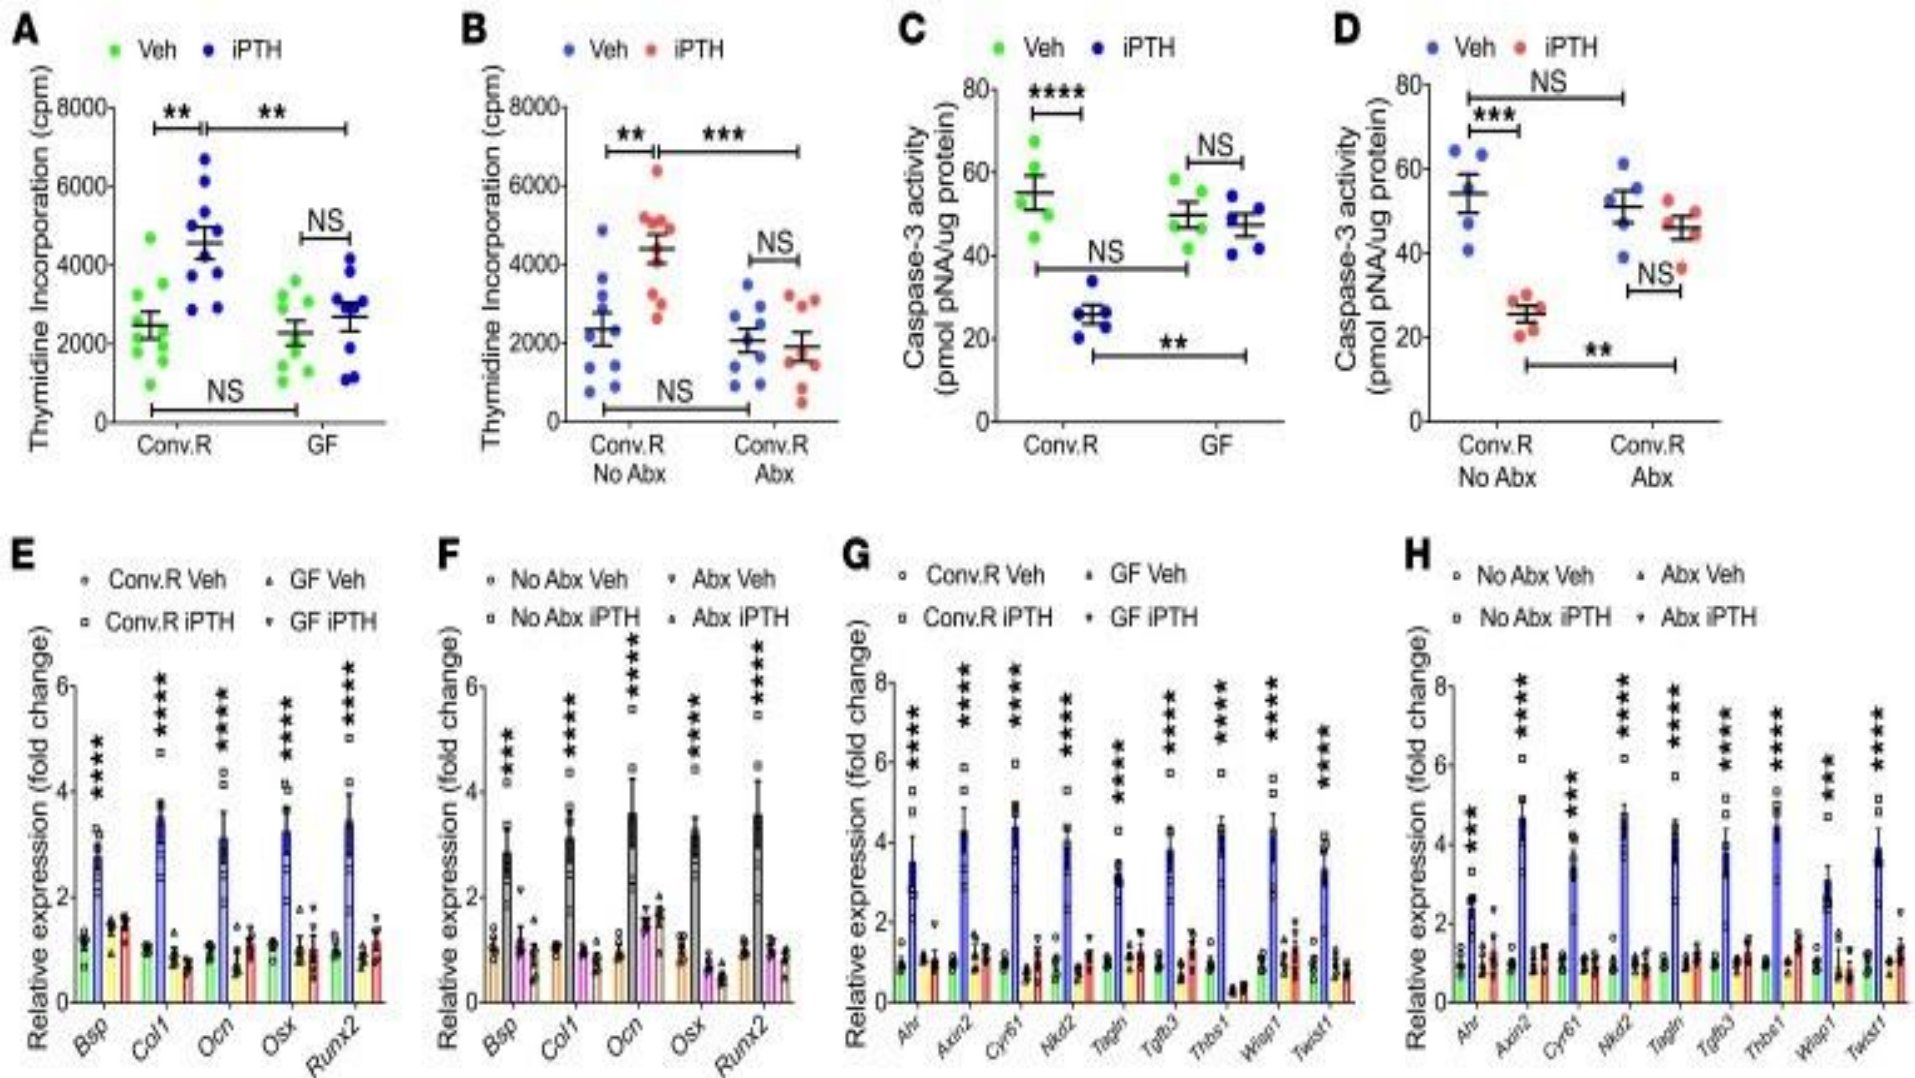 A
Veh iPTH
Thymidine Incorporation (cpm)
8000
6000
4000
2000
0
** **
NS
NS
Conv.R GF
B
Veh iPTH
Thymidine Incorporation (cpm)
8000
6000
4000
2000
0
** ***
NS
NS
Conv.R Conv.R
No Abx Abx
C
Veh iPTH
Caspase-3 activity
(pmol pNA/ug protein)
80
60
40
20
0
****
NS
NS
**
Conv.R GF
D
Veh iPTH
Caspase-3 activity
(pmol pNA/ug protein)
80
60
40
20
0
NS
***
NS
**
Conv.R Conv.R
No Abx Abx
E
Conv.R Veh GF Veh
Conv.R iPTH GF iPTH
Relative expression (fold change)
6
4
2
0
**** **** **** **** ****
Bsp Col1 Ocn Osx Runx2
F
No Abx Veh Abx Veh
No Abx iPTH Abx iPTH
Relative expression (fold change)
6
4
2
0
**** **** **** ****
Bsp Col1 Ocn Osx Runx2
G
Conv.R Veh GF Veh
Conv.R iPTH GF iPTH
Relative expression (fold change)
8
6
4
2
0
**** **** **** **** **** **** **** **** ****
Ahr Axin2 Cyr61 Nkd2 Tagln Tgfb3 Thbs1 Wisp1 Twist1
H
No Abx Veh Abx Veh
No Abx iPTH Abx iPTH
Relative expression (fold change)
8
6
4
2
0
**** **** **** **** **** ****
Ahr Axin2 Cyr61 Nkd2 Tagln Tgfb3 Thbs1 Wisp1 Twist1